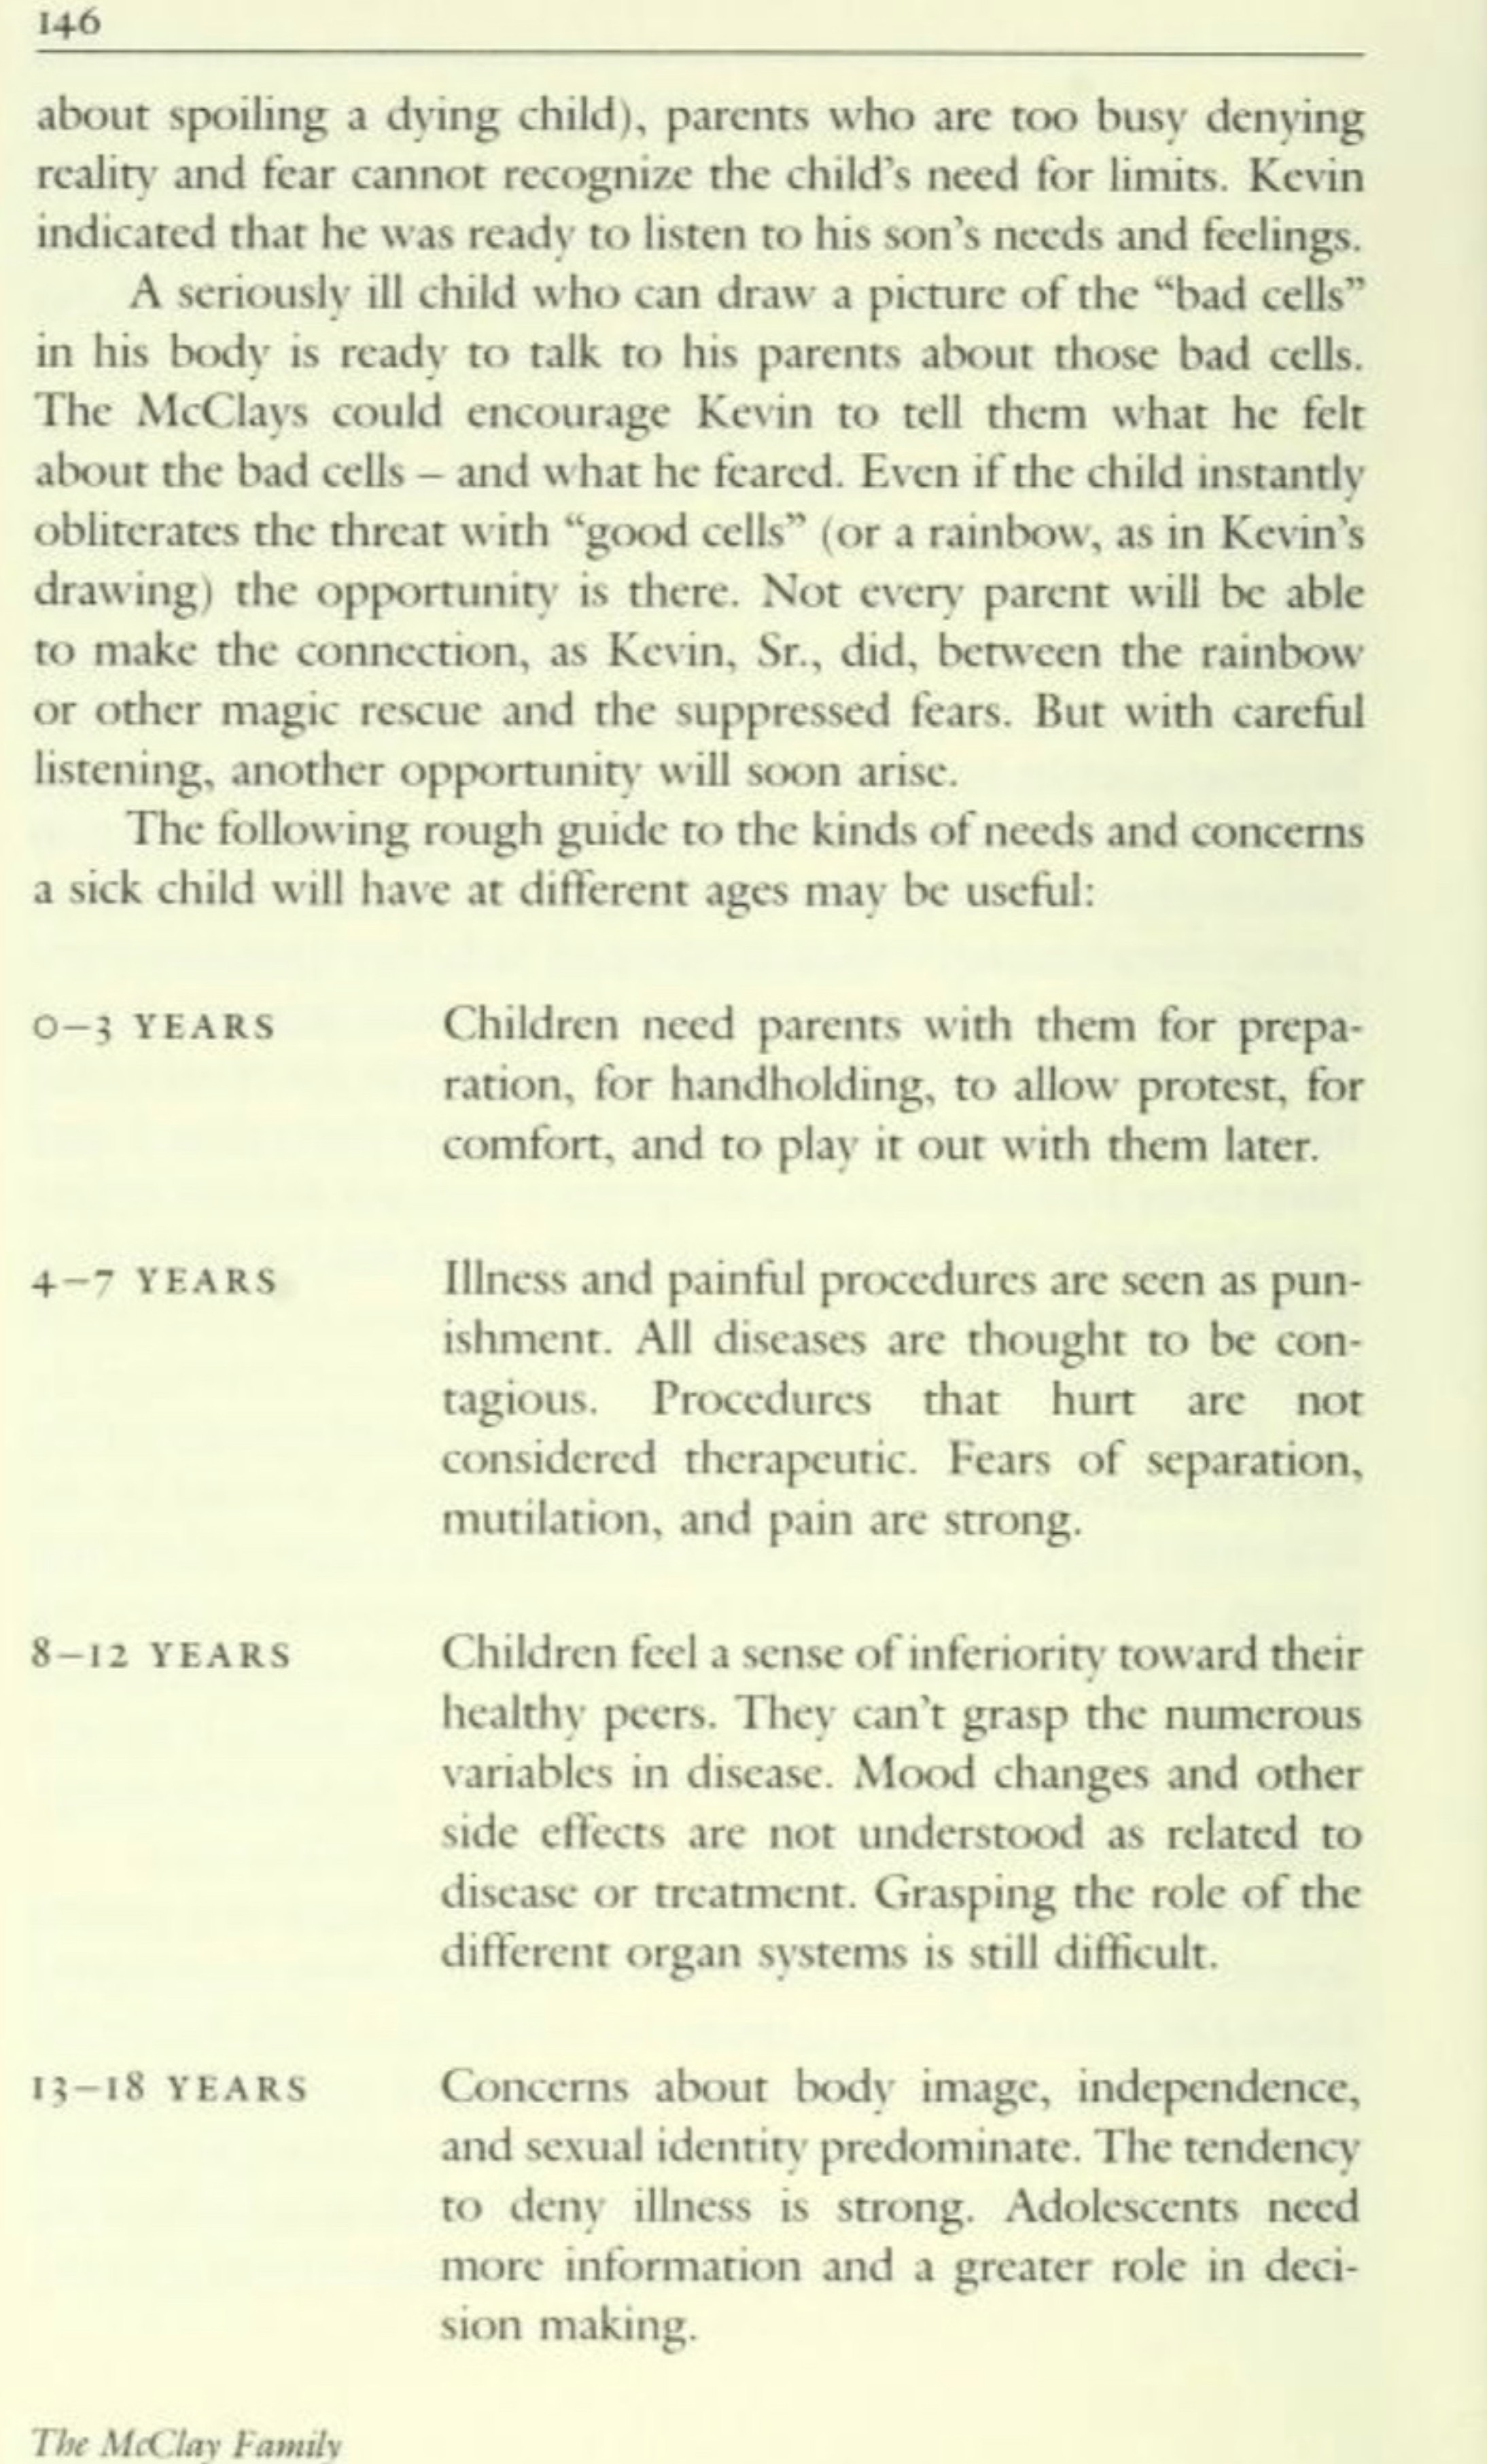 146
about spoiling a dying child), parents who are too busy denying
reality and fear cannot recognize the child's need for limits. Kevin
indicated that he was ready to listen to his son's needs and feelings.
A seriously ill child who can draw a picture of the “bad cells”
in his body is ready to talk to his parents about those bad cells.
The McClays could encourage Kevin to tell them what he felt
about the bad cells – and what he feared. Even if the child instantly
obliterates the threat with “good cells” (or a rainbow, as in Kevin's
drawing) the opportunity is there. Not every parent will be able
to make the connection, as Kevin, Sr., did, between the rainbow
or other magic rescue and the suppressed fears. But with careful
listening, another opportunity will soon arise.
The following rough guide to the kinds of needs and concerns
a sick child will have at different ages may be useful:
0–3 YEARS
Children need parents with them for prepa-
ration, for handholding, to allow protest, for
comfort, and to play it out with them later.
4–7 YEARS
Illness and painful procedures are seen as pun-
ishment. All diseases are thought to be con-
tagious. Procedures that hurt are not
considered therapeutic. Fears of separation,
mutilation, and pain are strong.
8–12 YEARS
Children feel a sense of inferiority toward their
healthy peers. They can't grasp the numerous
variables in disease. Mood changes and other
side effects are not understood as related to
disease or treatment. Grasping the role of the
different organ systems is still difficult.
13–18 YEARS
Concerns about body image, independence,
and sexual identity predominate. The tendency
to deny illness is strong. Adolescents need
more information and a greater role in deci-
sion making.
The McClay Family